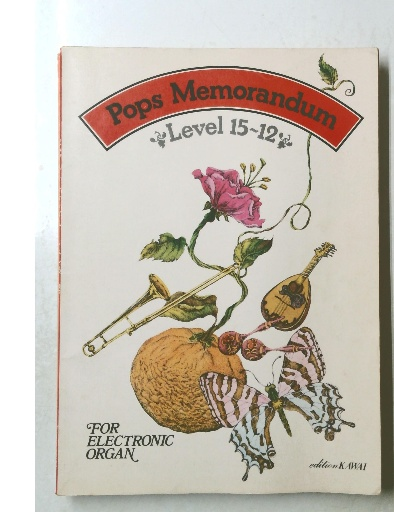 Pops Memorandum
Level 15~12
FOR
ELECTRONIC
ORGAN
edition KAWAI